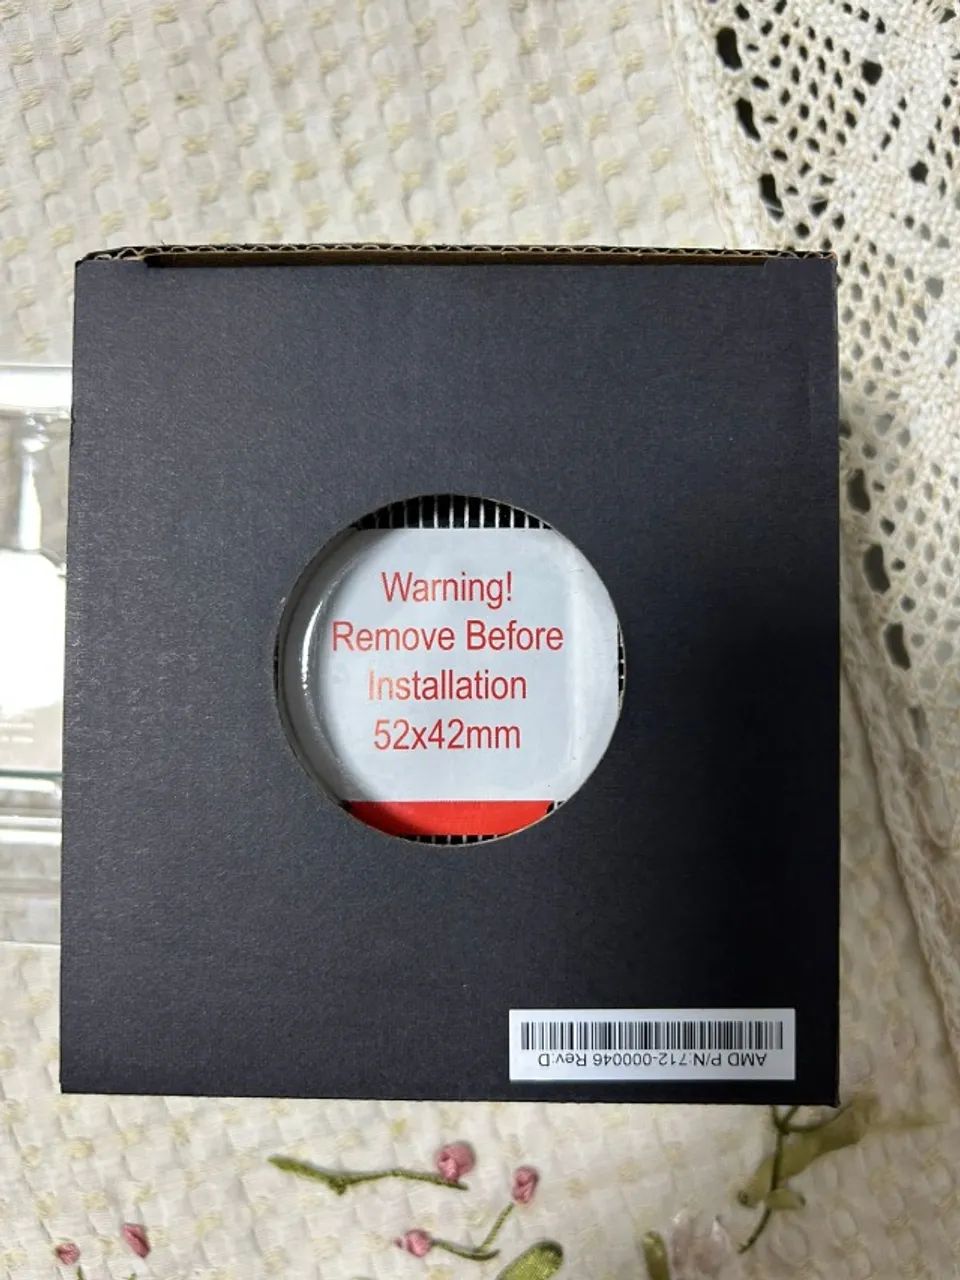 Warning!
Remove Before
Installation
52x42mm
AMD P/N:712-000046 Rev:D